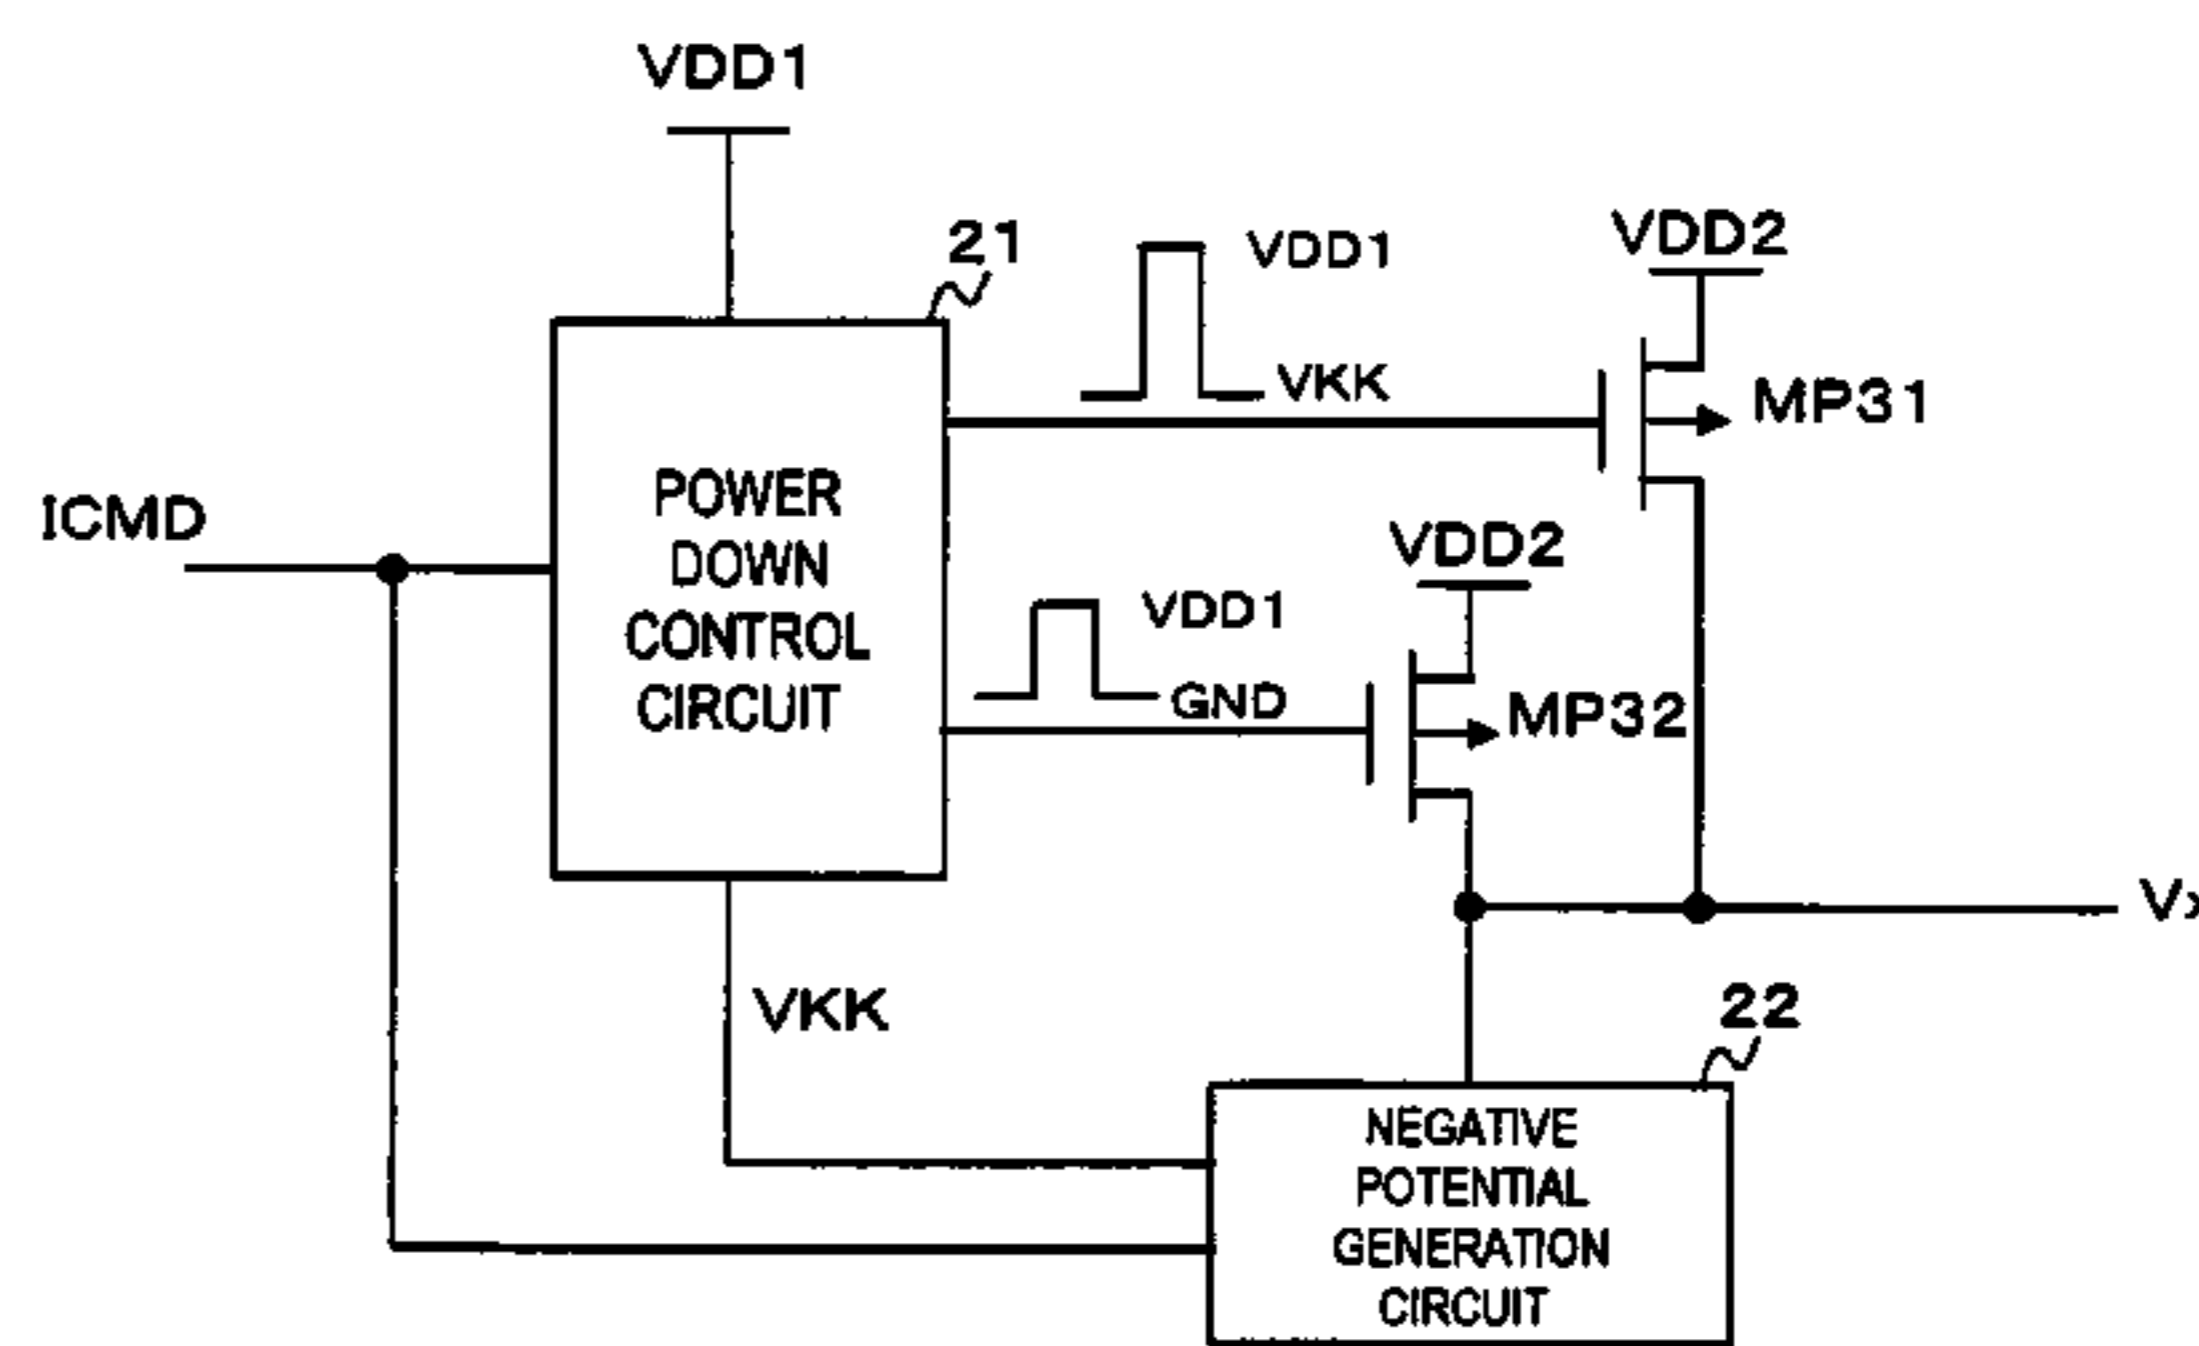 VDD1
21
VDD1
VDD2
VKK
MP31
ICMD
POWER
DOWN
CONTROL
CIRCUIT
VDD2
VDD1
GND
MP32
VKK
22
NEGATIVE
POTENTIAL
GENERATION
CIRCUIT